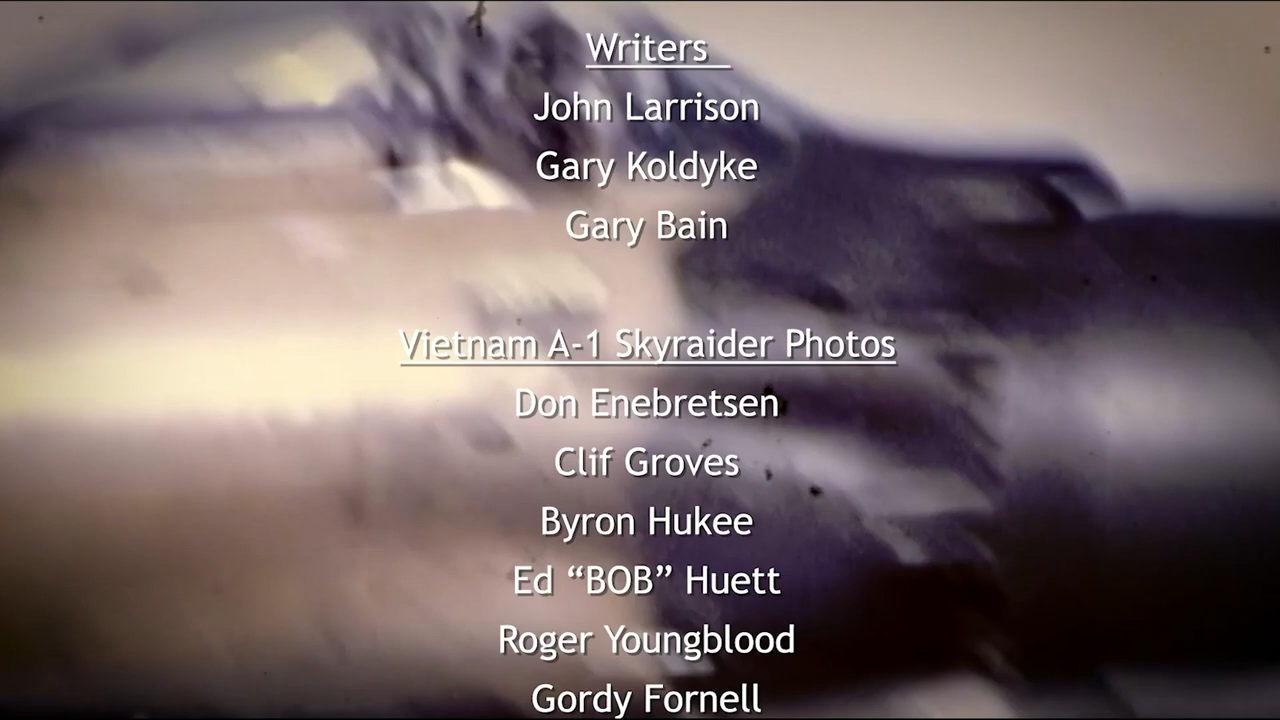 Writers
John Larrison
Gary Koldyke
Gary Bain
Vietnam A-1 Skyraider Photos
Don Enebretsen
Clif Groves
Byron Hukee
Ed “BOB” Huett
Roger Youngblood
Gordy Fornell